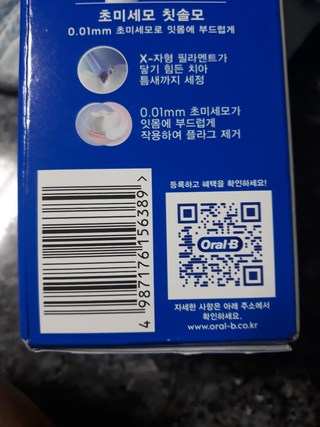 초미세모 칫솔모
0.01mm 초미세모로 잇몸에 부드럽게
X-자형 필라멘트가
닿기 힘든 치아
틈새까지 세정
0.01mm 초미세모가
잇몸에 부드럽게
작용하여 플라그 제거
등록하고 혜택을 확인하세요!
Oral-B
4 987176 156389 >
자세한 사항은 아래 주소에서
확인하세요.
www.oral-b.co.kr